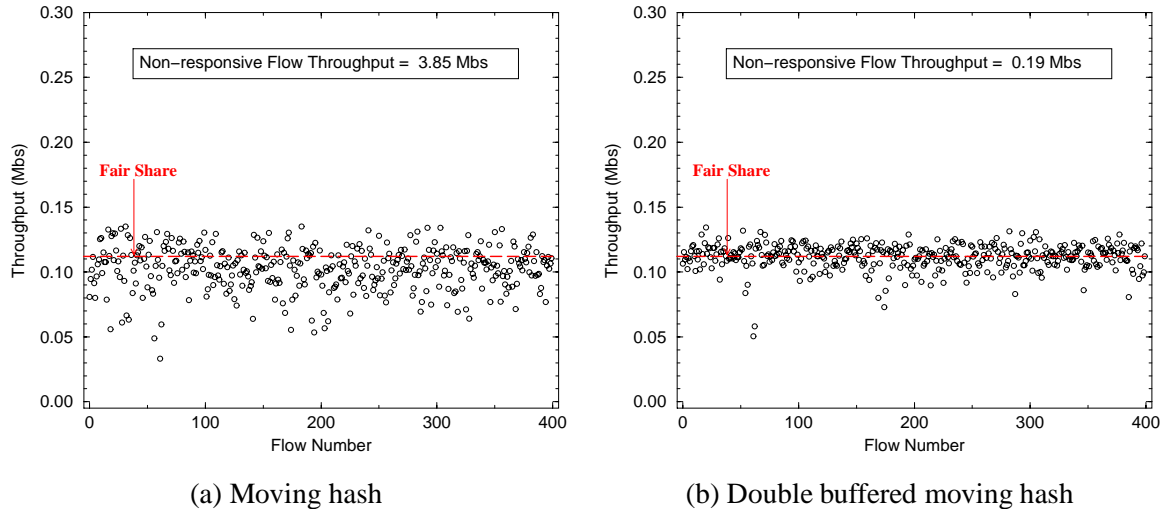 Non−responsive Flow Throughput = 3.85 Mbs
Fair Share
Throughput (Mbs)
0.30
0.20
0.20
0.15
0.10
0.05
0.00
0
100
200
300
400
Flow Number
(a) Moving hash
Non−responsive Flow Throughput = 0.19 Mbs
Fair Share
Throughput (Mbs)
0.30
0.20
0.20
0.15
0.10
0.05
0.00
0
100
200
300
400
Flow Number
(b) Double buffered moving hash